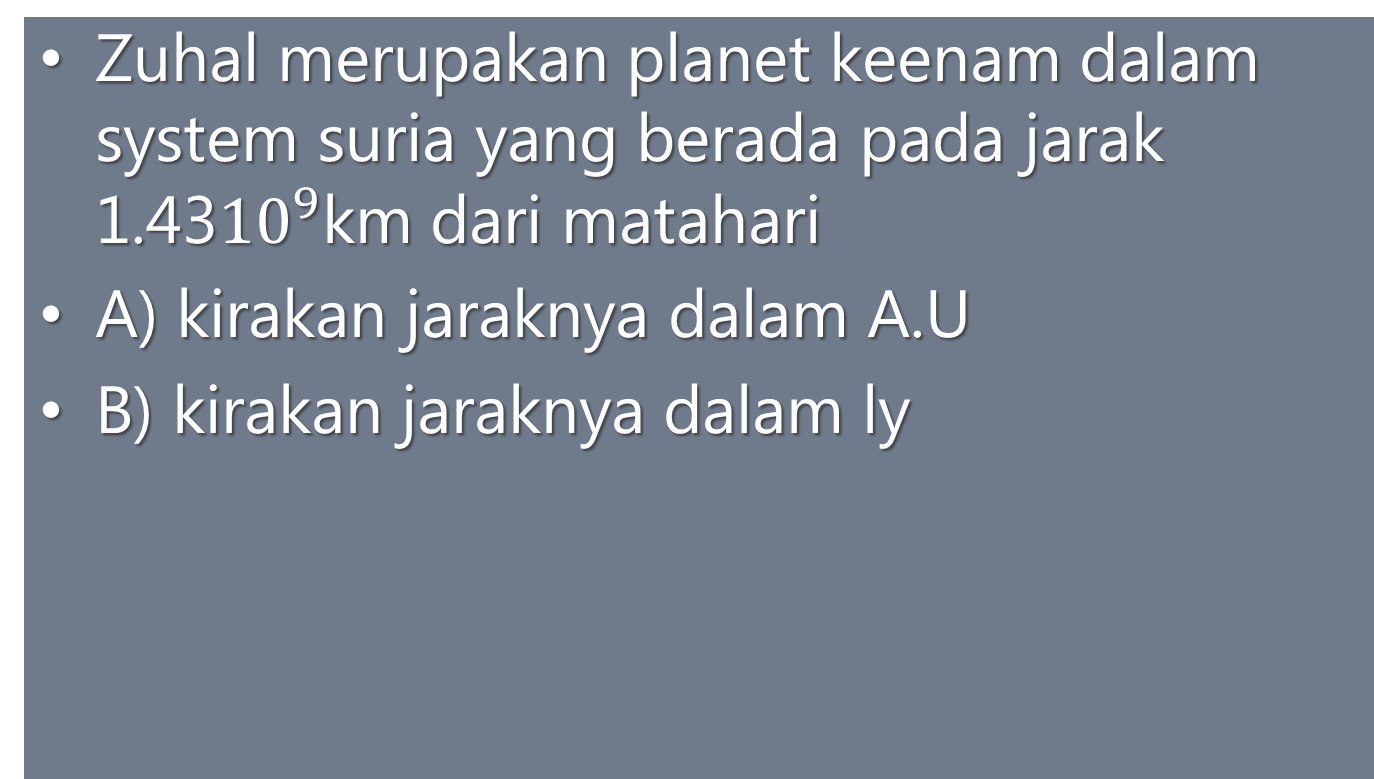 • Zuhal merupakan planet keenam dalam
system suria yang berada pada jarak
1.4310⁹km dari matahari
• A) kirakan jaraknya dalam A.U
• B) kirakan jaraknya dalam ly